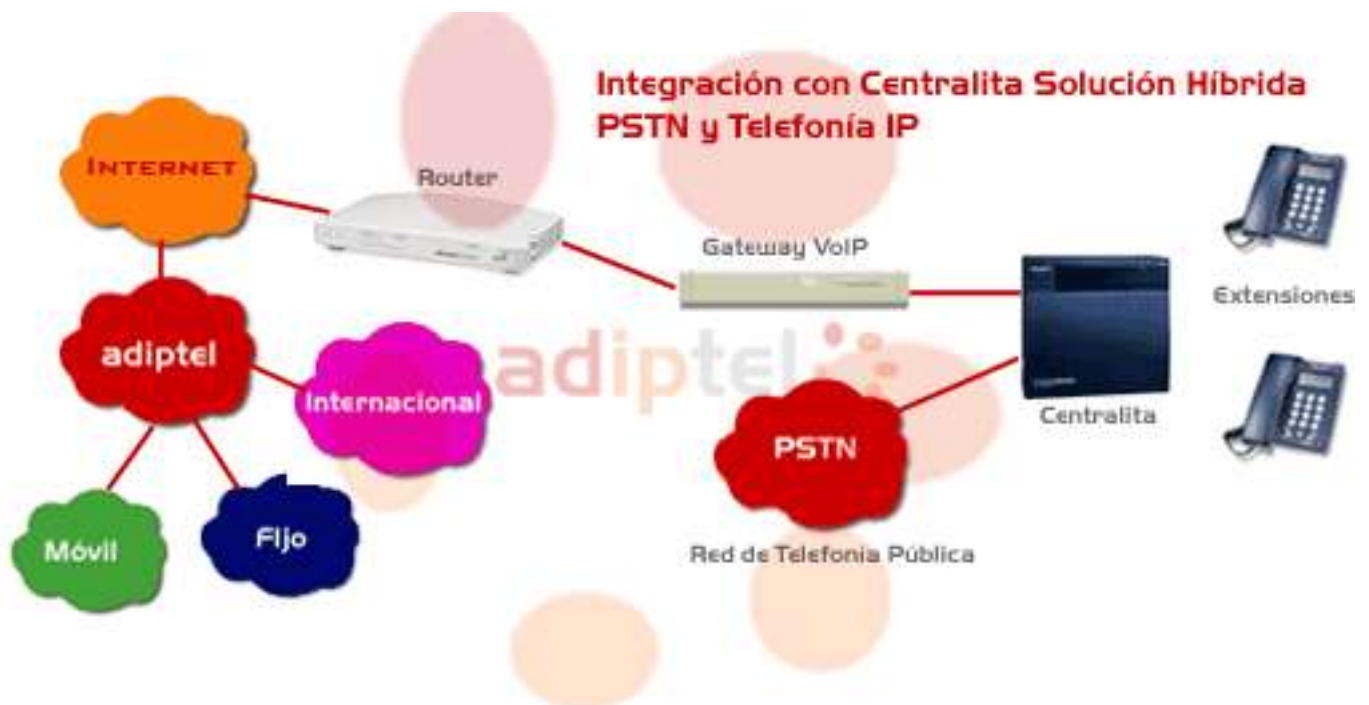 Integración con Centralita Solución Híbrida
PSTN y Telefonía IP
INTERNET
Router
Gateway VoIP
Extensiones
adiptel
Internacional
adiptel
Centralita
PSTN
Móvil
Fijo
Red de Telefonía Pública